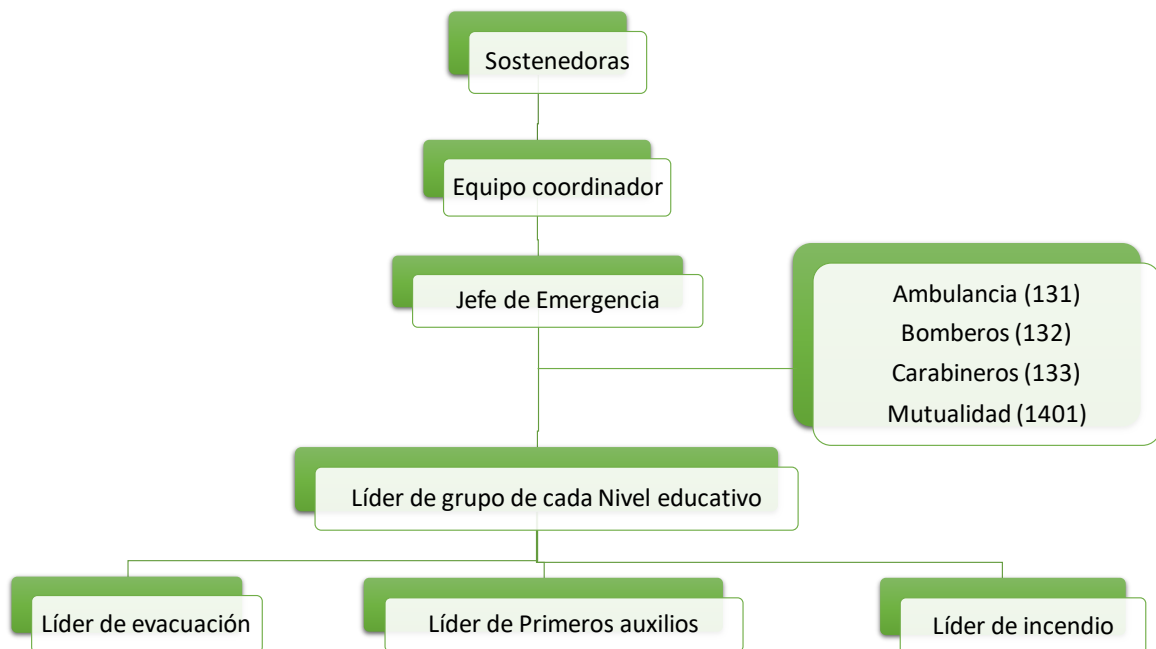 Sostenedoras
Equipo coordinador
Jefe de Emergencia
Ambulancia (131)
Bomberos (132)
Carabineros (133)
Mutualidad (1401)
Líder de grupo de cada Nivel educativo
Líder de evacuación
Líder de Primeros auxilios
Líder de incendio